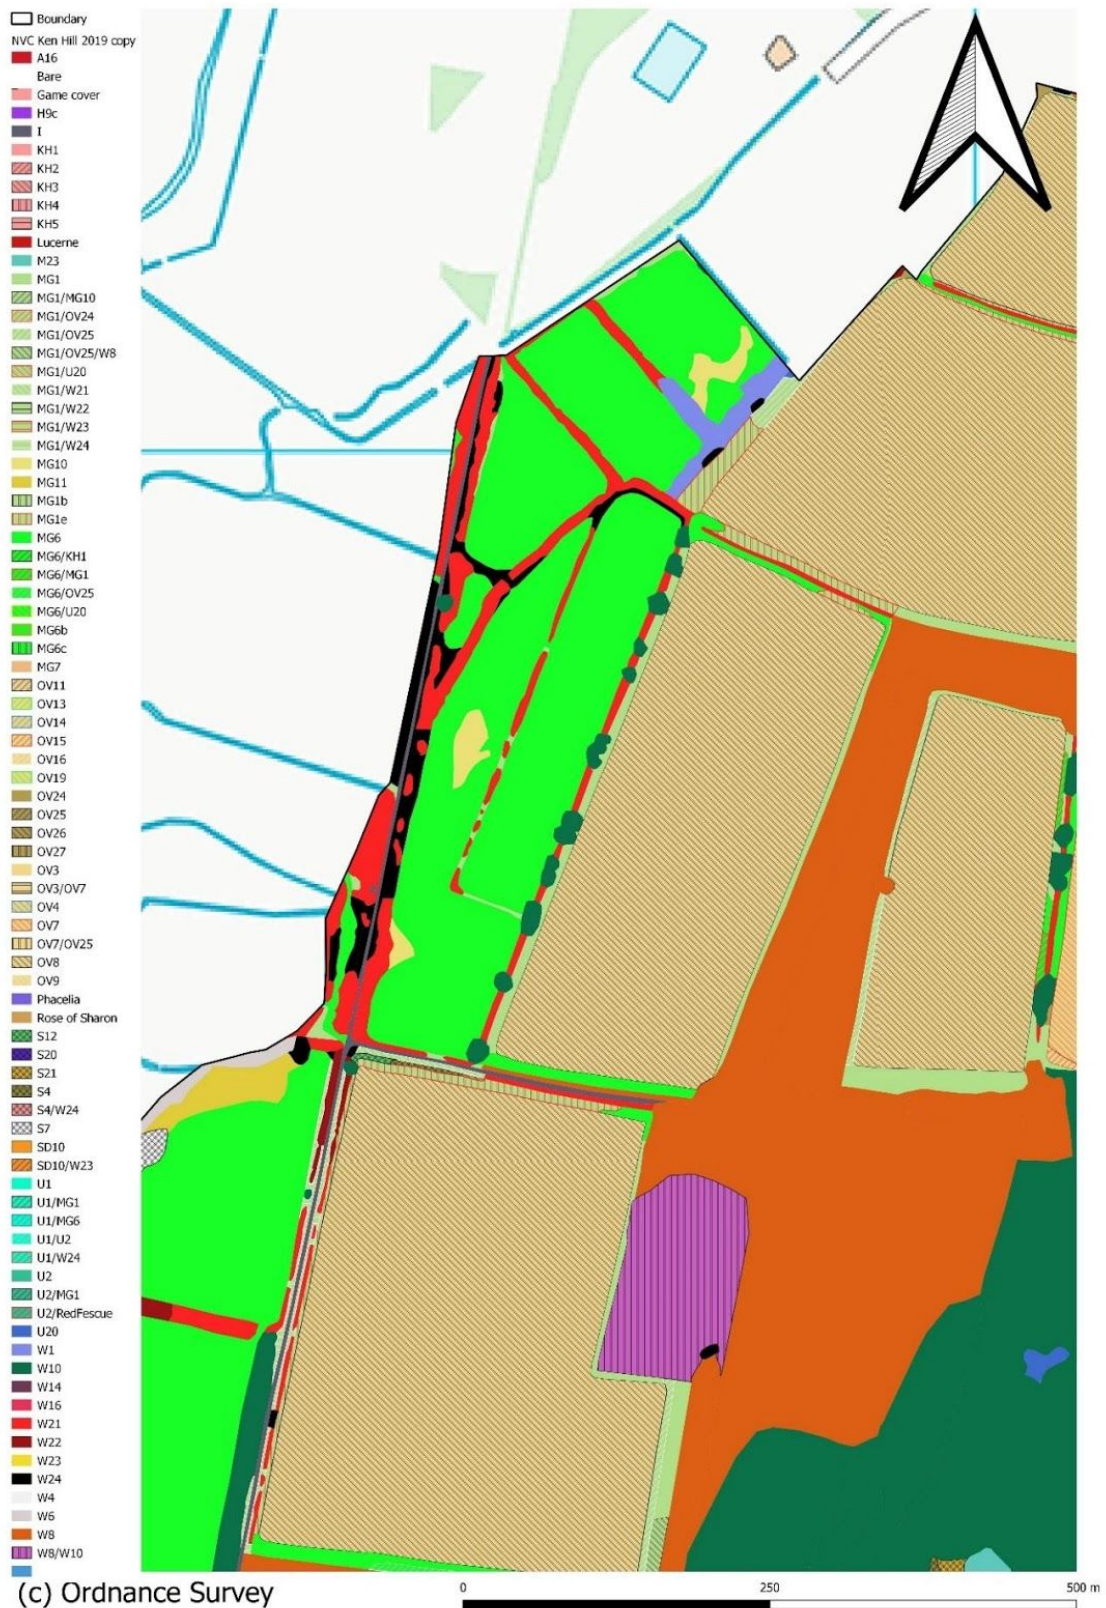 Boundary
NVC Ken Hill 2019 copy
A16
Bare
Game cover
H9c
I
KH1
KH2
KH3
KH4
KH5
Lucerne
M23
MG1
MG1/MG10
MG1/OV24
MG1/OV25
MG1/OV25/W8
MG1/U20
MG1/W21
MG1/W22
MG1/W23
MG1/W24
MG10
MG11
MG1b
MG1e
MG6
MG6/KH1
MG6/MG1
MG6/OV25
MG6/U20
MG6b
MG6c
MG7
OV11
OV13
OV14
OV15
OV16
OV19
OV24
OV25
OV26
OV27
OV3
OV3/OV7
OV4
OV7
OV7/OV25
OV8
OV9
Phacelia
Rose of Sharon
S12
S20
S21
S4
S4/W24
S7
SD10
SD10/W23
U1
U1/MG1
U1/MG6
U1/U2
U1/W24
U2
U2/MG1
U2/RedFescue
U20
W1
W10
W14
W16
W21
W22
W23
W24
W4
W6
W8
W8/W10
(c) Ordnance Survey
0 250 500 m